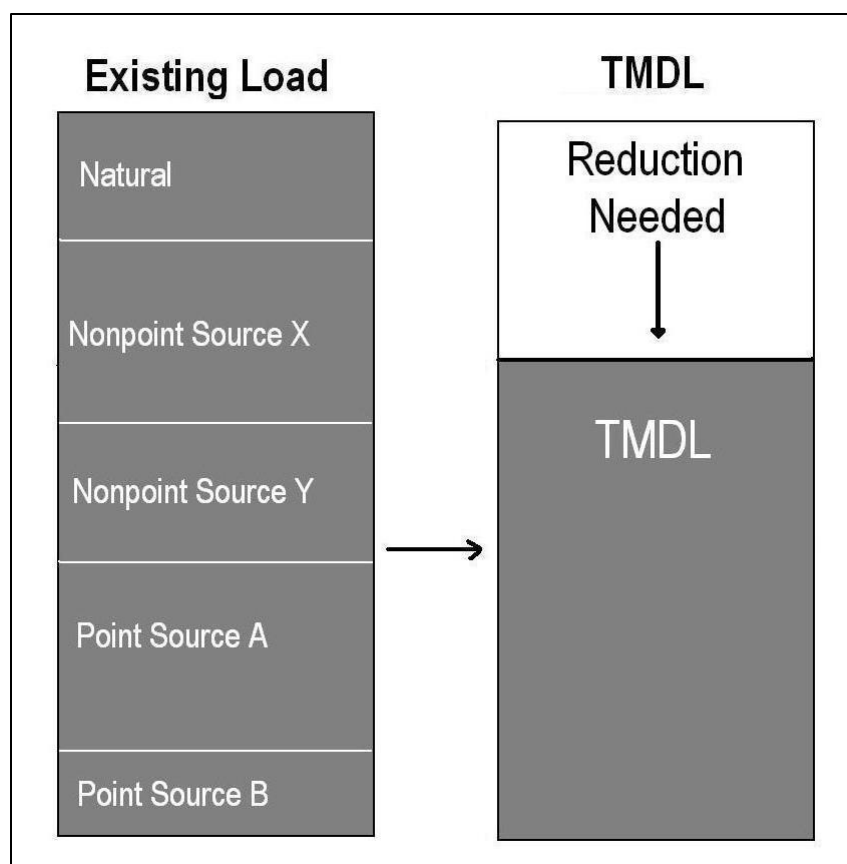 Existing Load
Natural
Nonpoint Source X
Nonpoint Source Y
Point Source A
Point Source B
TMDL
Reduction
Needed
TMDL